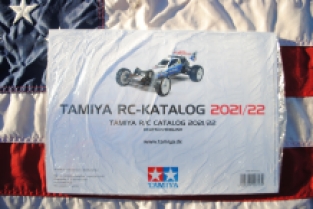 TAMIYA RC-KATALOG 2021/22
TAMIYA R/C CATALOG 2021/22
www.tamiya.de
TAMIYA